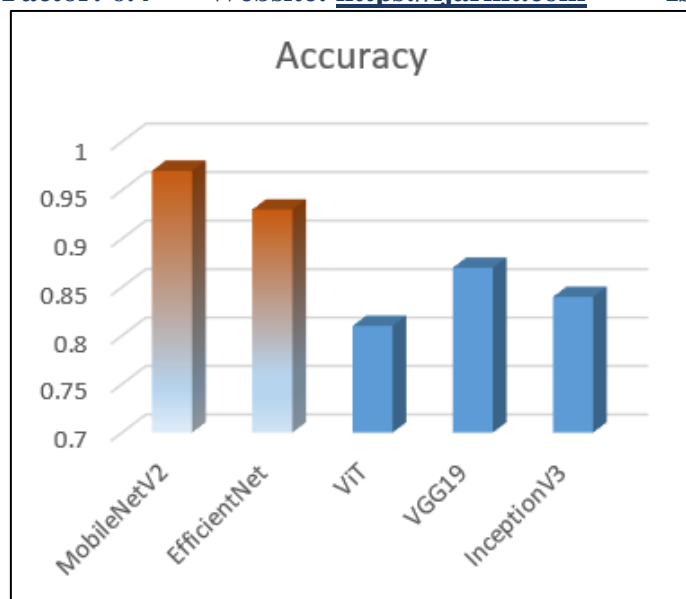 Accuracy
1
0.95
0.9
0.85
0.8
0.75
0.7
MobileNetV2
EfficientNet
ViT
VGG19
InceptionV3